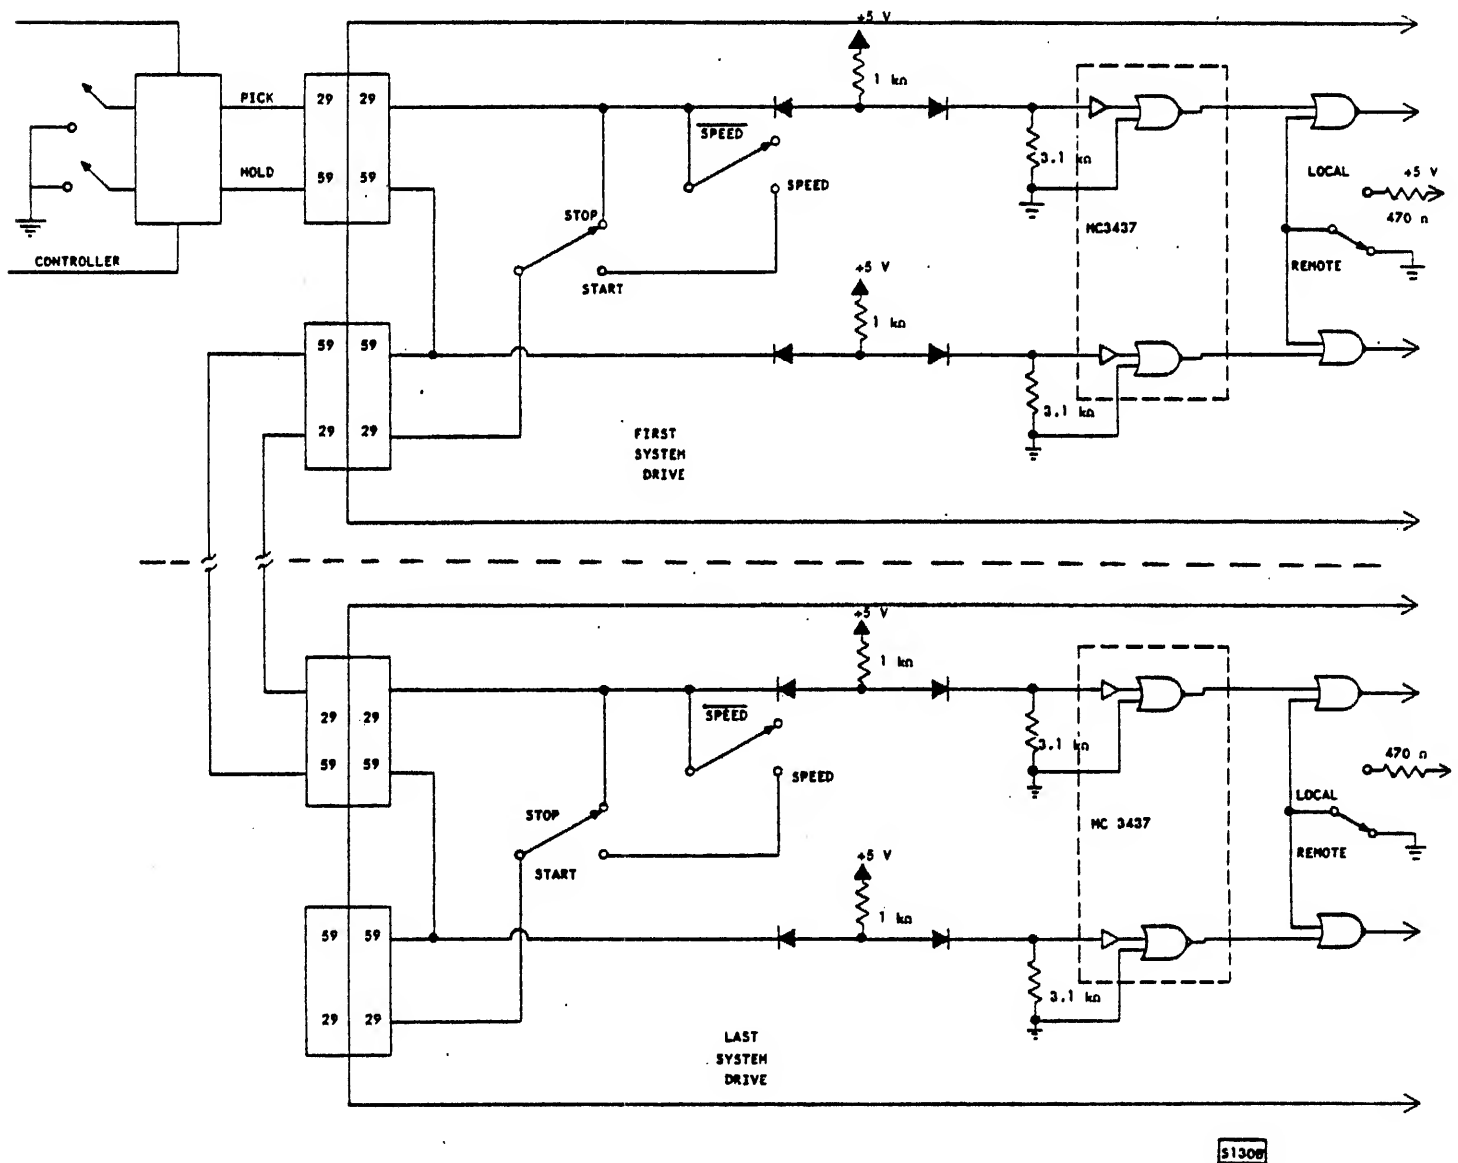 +5 V
1 kΩ
PICK
29 29
SPEED
3.1 kΩ
HOLD
59 59
SPEED
LOCAL
+5 V
470 Ω
STOP
MC3437
CONTROLLER
START
+5 V
REMOTE
1 kΩ
59 59
3.1 kΩ
29 29
FIRST
SYSTEM
DRIVE
+5 V
1 kΩ
29 29
SPEED
3.1 kΩ
59 59
SPEED
470 Ω
LOCAL
STOP
MC 3437
START
+5 V
REMOTE
1 kΩ
59 59
3.1 kΩ
29 29
LAST
SYSTEM
DRIVE